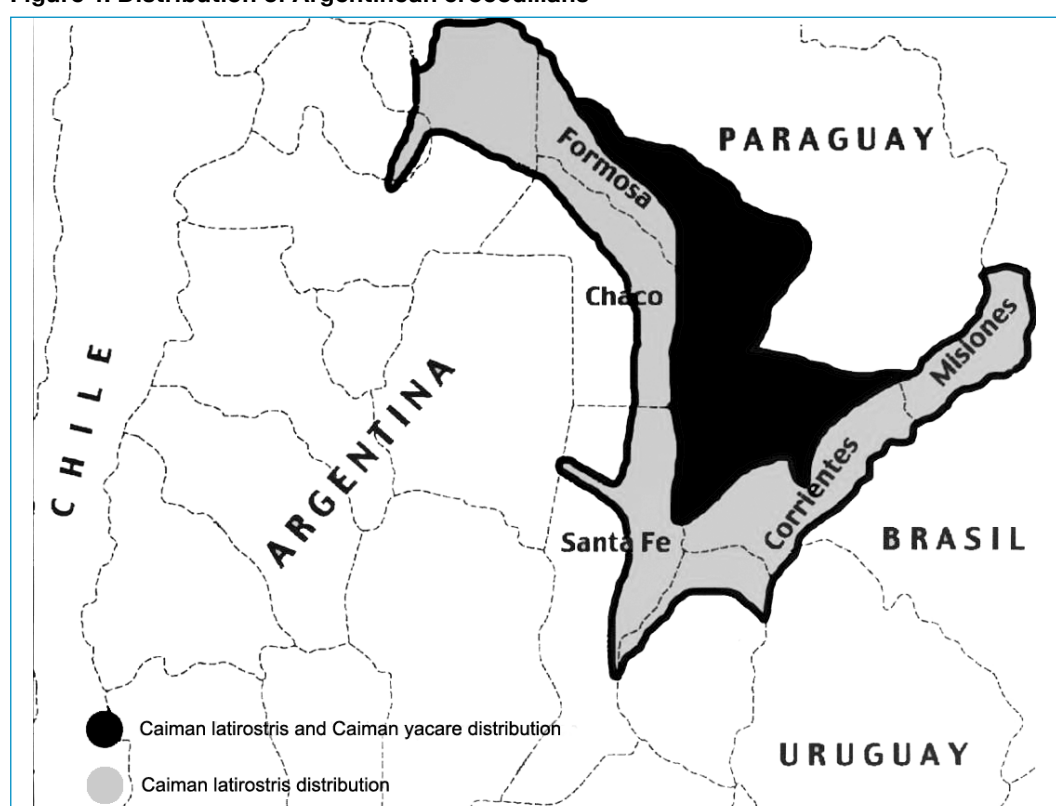 Figure 1. Distribution of Argentinean crocodilians
PARAGUAY
Formosa
Chaco
Misiones
CHILE
ARGENTINA
Corrientes
Santa Fe
BRASIL
Caiman latirostris and Caiman yacare distribution
URUGUAY
Caiman latirostris distribution